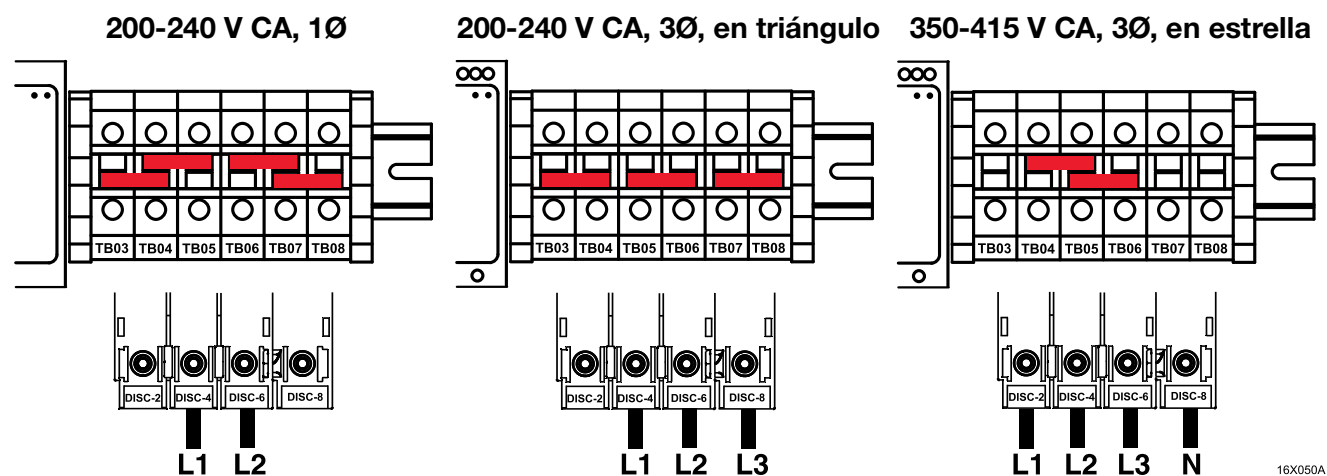 200-240 V CA, 1Ø
200-240 V CA, 3Ø, en triángulo
350-415 V CA, 3Ø, en estrella
TB03 TB04 TB05 TB06 TB07 TB08
TB03 TB04 TB05 TB06 TB07 TB08
TB03 TB04 TB05 TB06 TB07 TB08
DISC-2 DISC-4 DISC-6 DISC-8
DISC-2 DISC-4 DISC-6 DISC-8
DISC-2 DISC-4 DISC-6 DISC-8
L1 L2
L1 L2 L3
L1 L2 L3 N
16X050A